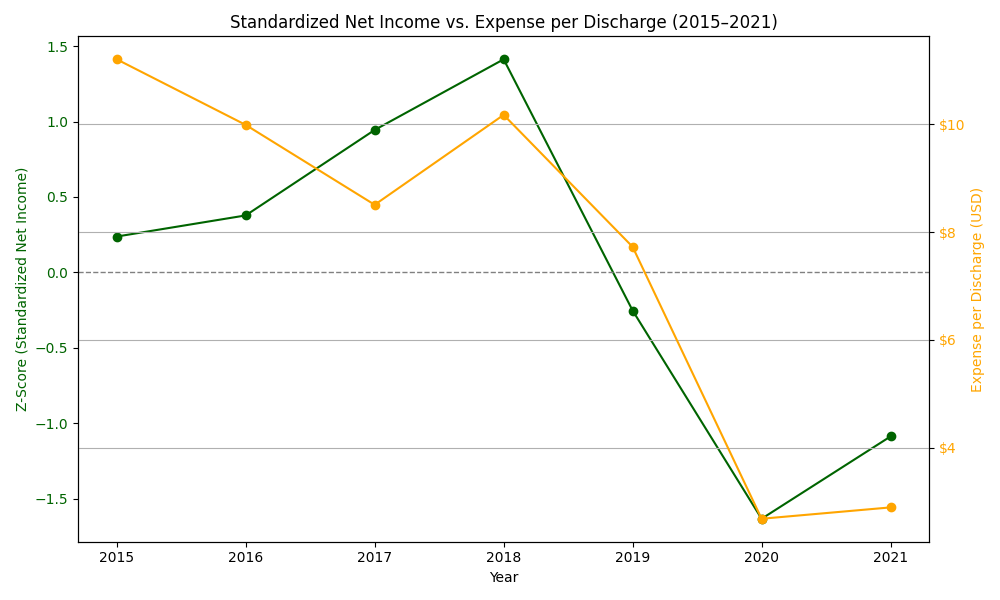 Standardized Net Income vs. Expense per Discharge (2015–2021)
Z-Score (Standardized Net Income)
1.5
1.0
0.5
0.0
−0.5
−1.0
−1.5
$10
$8
$6
$4
Expense per Discharge (USD)
2015 2016 2017 2018 2019 2020 2021
Year